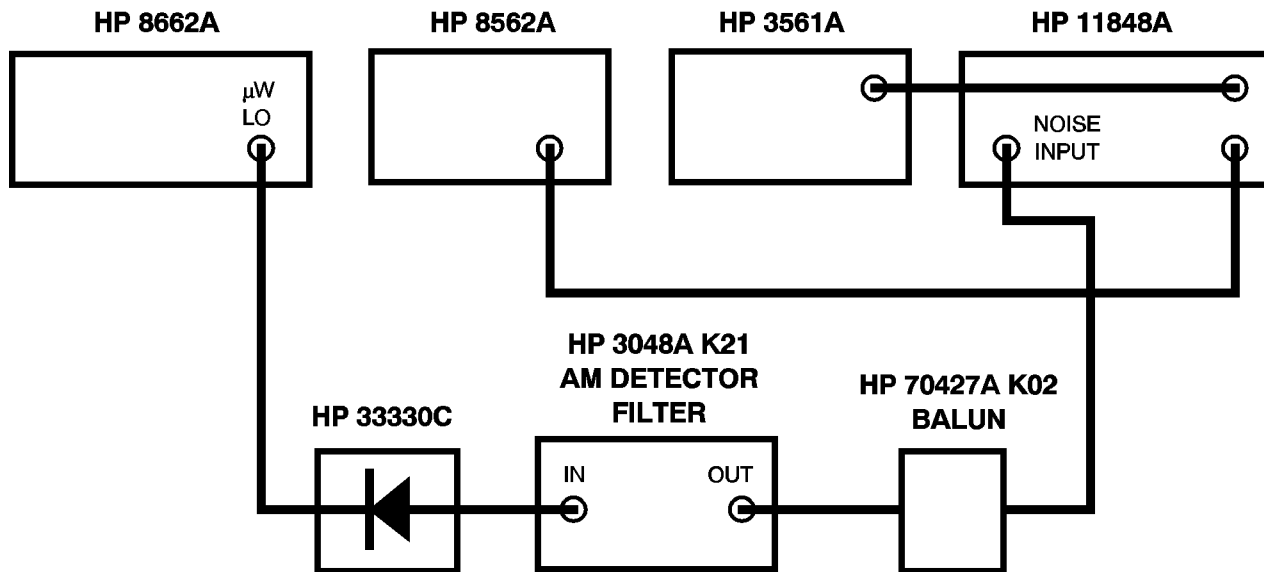 HP 8662A
HP 8562A
HP 3561A
HP 11848A
μW
LO
NOISE
INPUT
HP 33330C
HP 3048A K21
AM DETECTOR
FILTER
IN
OUT
HP 70427A K02
BALUN